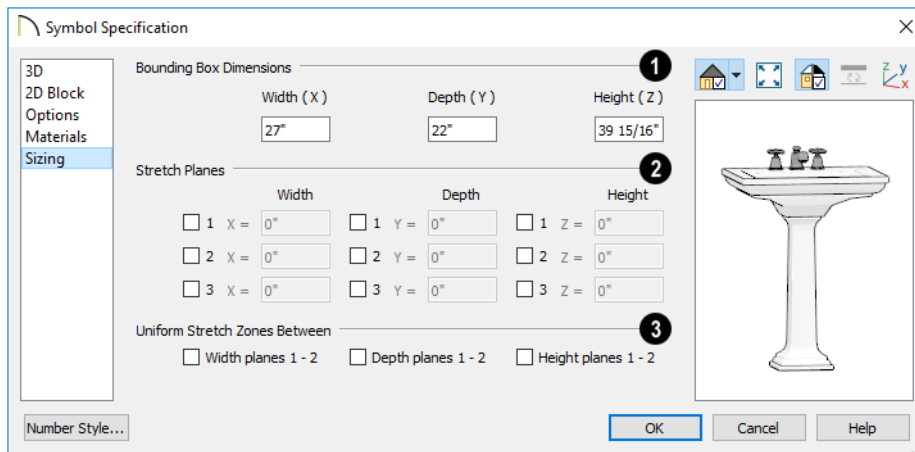 Symbol Specification
3D
2D Block
Options
Materials
Sizing
Bounding Box Dimensions 1
Width ( X ) Depth ( Y ) Height ( Z )
27" 22" 39 15/16"
Stretch Planes 2
Width Depth Height
1 X = 0" 1 Y = 0" 1 Z = 0"
2 X = 0" 2 Y = 0" 2 Z = 0"
3 X = 0" 3 Y = 0" 3 Z = 0"
Uniform Stretch Zones Between 3
Width planes 1 - 2 Depth planes 1 - 2 Height planes 1 - 2
z y x
Number Style... OK Cancel Help